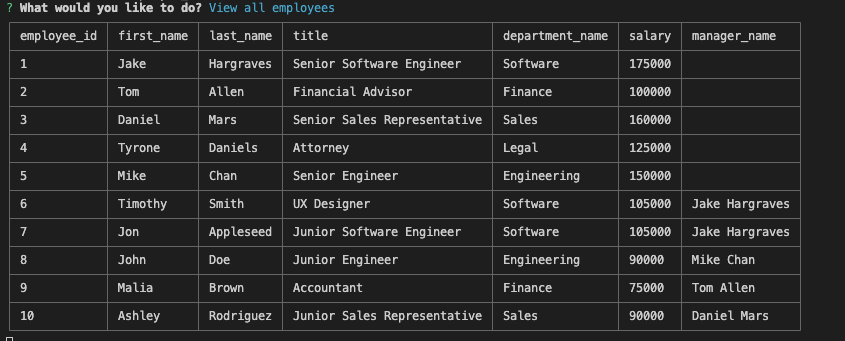 ? What would you like to do? View all employees
employee_id first_name last_name title department_name salary manager_name
1 Jake Hargraves Senior Software Engineer Software 175000
2 Tom Allen Financial Advisor Finance 100000
3 Daniel Mars Senior Sales Representative Sales 160000
4 Tyrone Daniels Attorney Legal 125000
5 Mike Chan Senior Engineer Engineering 150000
6 Timothy Smith UX Designer Software 105000 Jake Hargraves
7 Jon Appleseed Junior Software Engineer Software 105000 Jake Hargraves
8 John Doe Junior Engineer Engineering 90000 Mike Chan
9 Malia Brown Accountant Finance 75000 Tom Allen
10 Ashley Rodriguez Junior Sales Representative Sales 90000 Daniel Mars